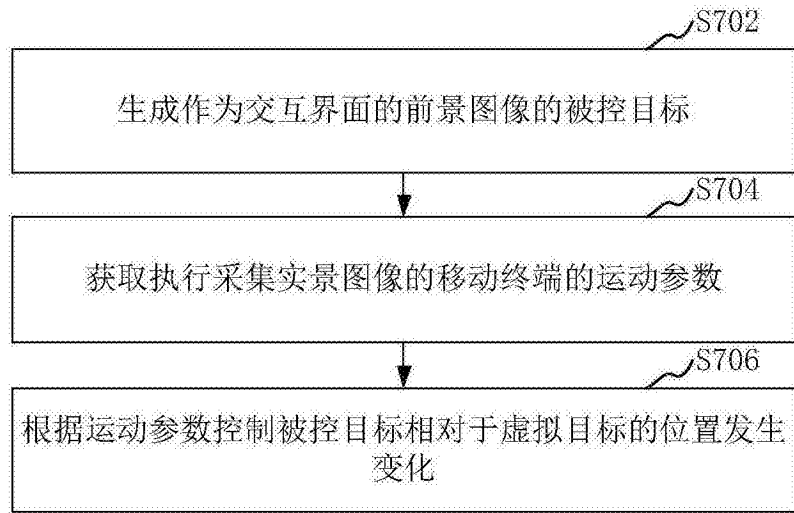 S702
生成作为交互界面的前景图像的被控目标
S704
获取执行采集实景图像的移动终端的运动参数
S706
根据运动参数控制被控目标相对于虚拟目标的位置发生
变化